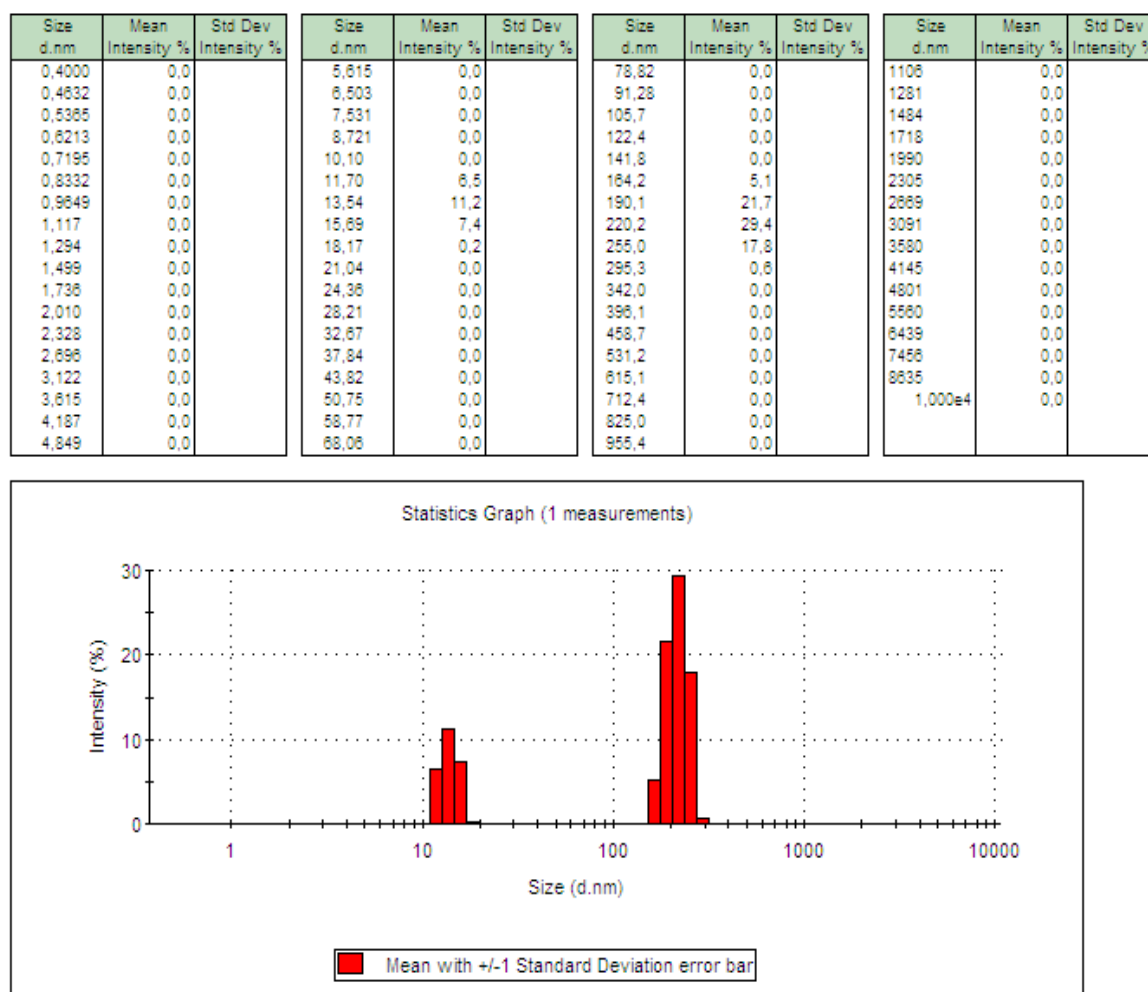 Size Mean Std Dev Size Mean Std Dev Size Mean Std Dev Size Mean Std Dev
d.nm Intensity % Intensity % d.nm Intensity % Intensity % d.nm Intensity % Intensity % d.nm Intensity % Intensity %
0,4000 0,0 5,615 0,0 78,82 0,0 1106 0,0
0,4632 0,0 6,503 0,0 91,28 0,0 1281 0,0
0,5365 0,0 7,531 0,0 105,7 0,0 1484 0,0
0,6213 0,0 8,721 0,0 122,4 0,0 1718 0,0
0,7195 0,0 10,10 0,0 141,8 0,0 1990 0,0
0,8332 0,0 11,70 6,5 164,2 5,1 2305 0,0
0,9649 0,0 13,54 11,2 190,1 21,7 2669 0,0
1,117 0,0 15,69 7,4 220,2 29,4 3091 0,0
1,294 0,0 18,17 0,2 255,0 17,8 3580 0,0
1,499 0,0 21,04 0,0 295,3 0,6 4145 0,0
1,736 0,0 24,36 0,0 342,0 0,0 4801 0,0
2,010 0,0 28,21 0,0 396,1 0,0 5560 0,0
2,328 0,0 32,67 0,0 458,7 0,0 6439 0,0
2,696 0,0 37,84 0,0 531,2 0,0 7456 0,0
3,122 0,0 43,82 0,0 615,1 0,0 8635 0,0
3,615 0,0 50,75 0,0 712,4 0,0 1,000e4 0,0
4,187 0,0 58,77 0,0 825,0 0,0
4,849 0,0 68,06 0,0 955,4 0,0
Statistics Graph (1 measurements)
30
20
10
0
Intensity (%)
1 10 100 1000 10000
Size (d.nm)
Mean with +/-1 Standard Deviation error bar